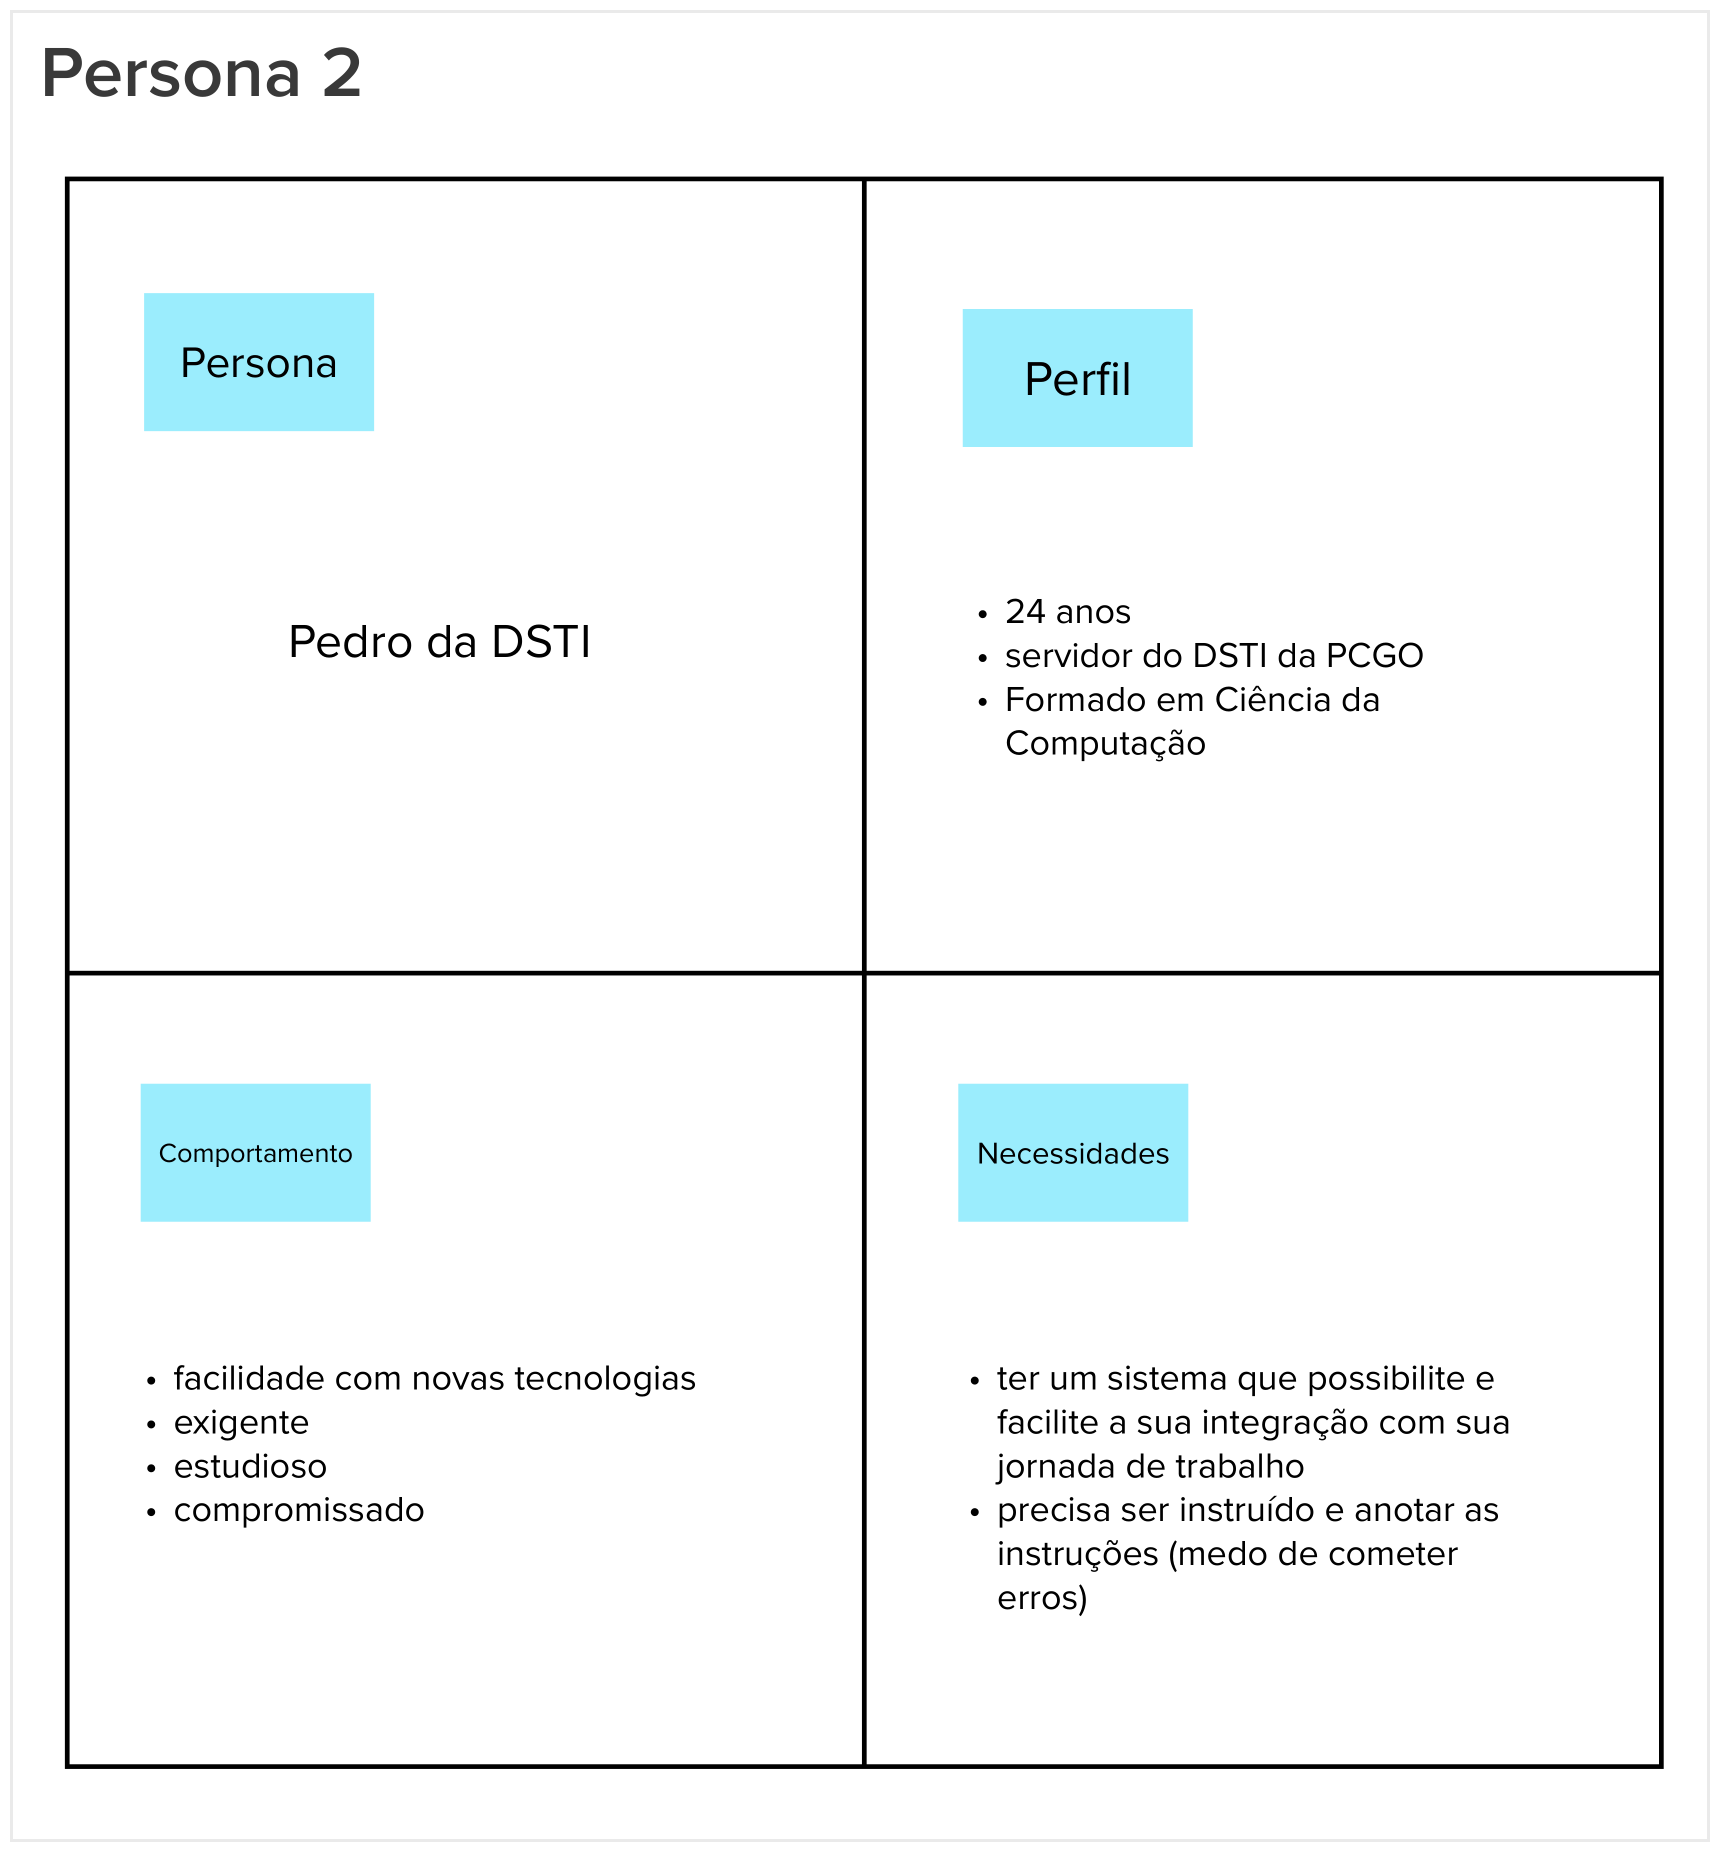 Persona 2
Persona
Pedro da DSTI
Perfil
• 24 anos
• servidor do DSTI da PCGO
• Formado em Ciência da
Computação
Comportamento
• facilidade com novas tecnologias
• exigente
• estudioso
• compromissado
Necessidades
• ter um sistema que possibilite e
facilite a sua integração com sua
jornada de trabalho
• precisa ser instruído e anotar as
instruções (medo de cometer
erros)